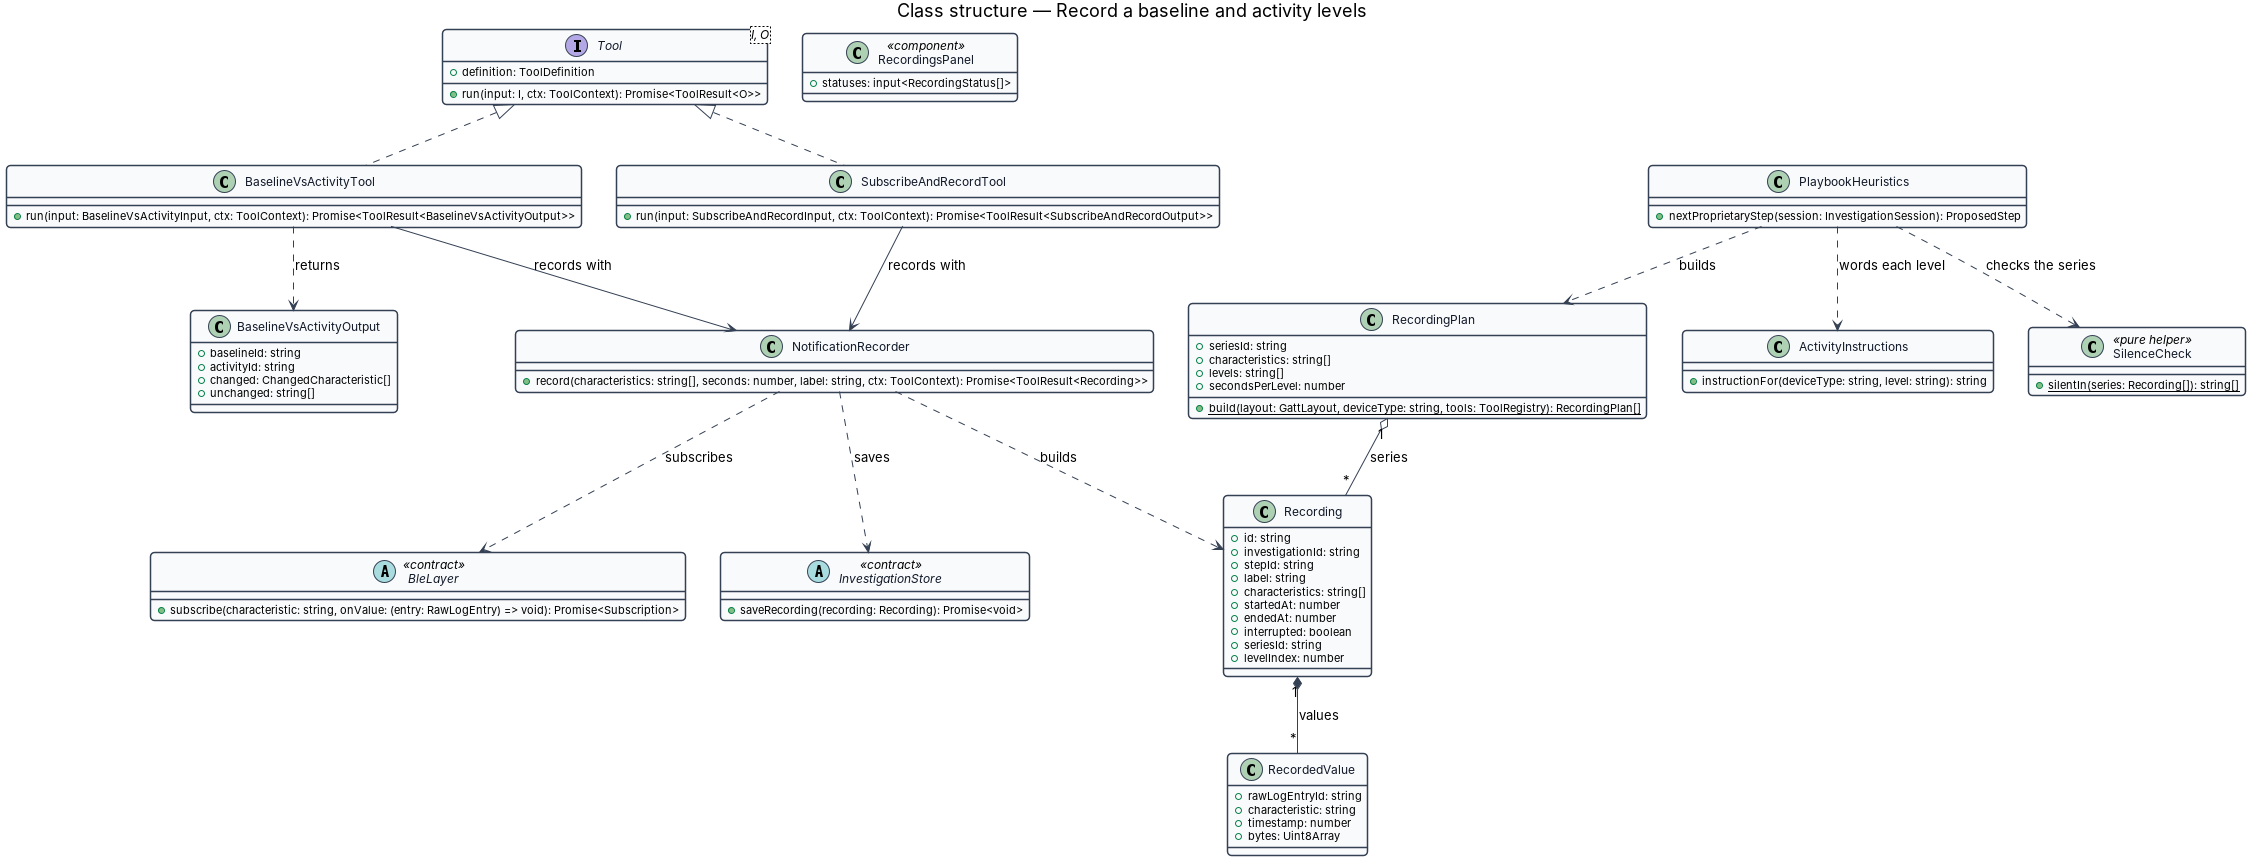 Class structure — Record a baseline and activity levels
I, O
I Tool
definition: ToolDefinition
run(input: I, ctx: ToolContext): Promise<ToolResult<O>>
C «component»
RecordingsPanel
statuses: input<RecordingStatus[]>
C BaselineVsActivityTool
run(input: BaselineVsActivityInput, ctx: ToolContext): Promise<ToolResult<BaselineVsActivityOutput>>
C SubscribeAndRecordTool
run(input: SubscribeAndRecordInput, ctx: ToolContext): Promise<ToolResult<SubscribeAndRecordOutput>>
C PlaybookHeuristics
nextProprietaryStep(session: InvestigationSession): ProposedStep
returns
records with
records with
builds
words each level
checks the series
C BaselineVsActivityOutput
baselineId: string
activityId: string
changed: ChangedCharacteristic[]
unchanged: string[]
C NotificationRecorder
record(characteristics: string[], seconds: number, label: string, ctx: ToolContext): Promise<ToolResult<Recording>>
C RecordingPlan
seriesId: string
characteristics: string[]
levels: string[]
secondsPerLevel: number
build(layout: GattLayout, deviceType: string, tools: ToolRegistry): RecordingPlan[]
C ActivityInstructions
instructionFor(deviceType: string, level: string): string
C «pure helper»
SilenceCheck
silentIn(series: Recording[]): string[]
subscribes
saves
builds
1
series
*
A «contract»
BleLayer
subscribe(characteristic: string, onValue: (entry: RawLogEntry) => void): Promise<Subscription>
A «contract»
InvestigationStore
saveRecording(recording: Recording): Promise<void>
C Recording
id: string
investigationId: string
stepId: string
label: string
characteristics: string[]
startedAt: number
endedAt: number
interrupted: boolean
seriesId: string
levelIndex: number
1
values
*
C RecordedValue
rawLogEntryId: string
characteristic: string
timestamp: number
bytes: Uint8Array